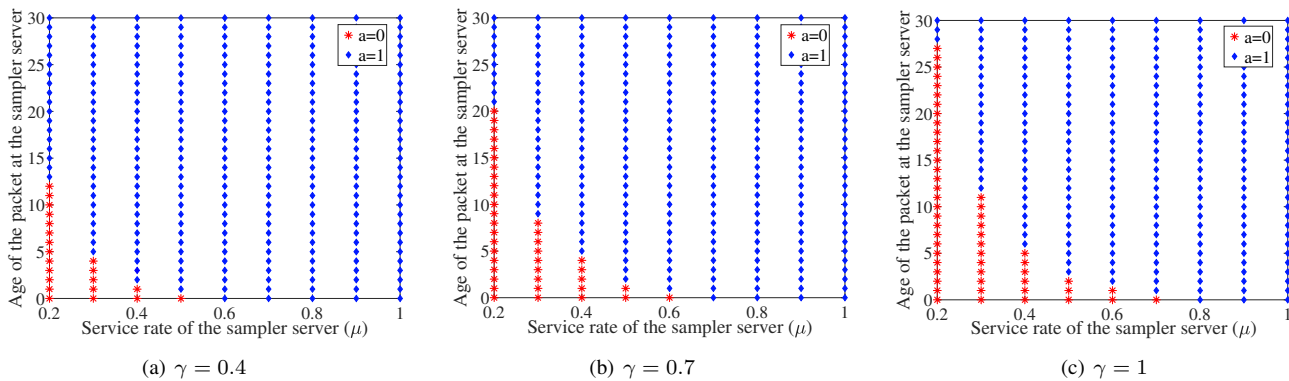 30
25
20
15
10
5
0
Age of the packet at the sampler server
a=0
a=1
0.2 0.4 0.6 0.8 1
Service rate of the sampler server (μ)
(a) γ = 0.4
30
25
20
15
10
5
0
Age of the packet at the sampler server
a=0
a=1
0.2 0.4 0.6 0.8 1
Service rate of the sampler server (μ)
(b) γ = 0.7
30
25
20
15
10
5
0
Age of the packet at the sampler server
a=0
a=1
0.2 0.4 0.6 0.8 1
Service rate of the sampler server (μ)
(c) γ = 1